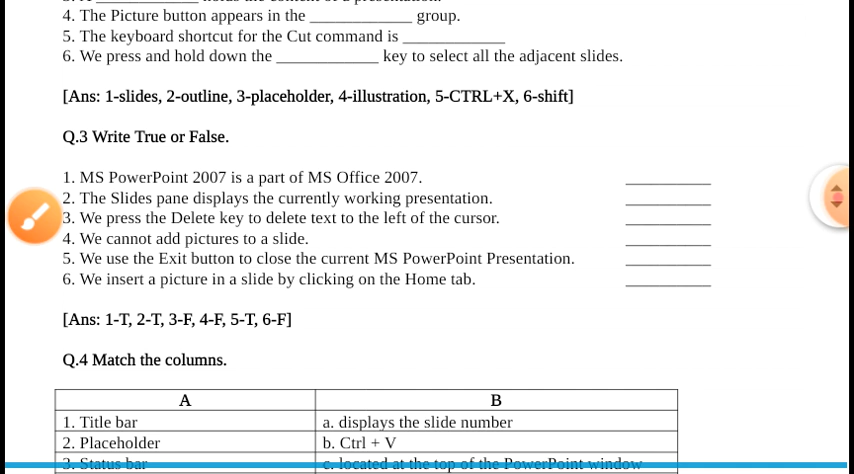 4. The Picture button appears in the ____________ group.
5. The keyboard shortcut for the Cut command is ____________
6. We press and hold down the ____________ key to select all the adjacent slides.
[Ans: 1-slides, 2-outline, 3-placeholder, 4-illustration, 5-CTRL+X, 6-shift]
Q.3 Write True or False.
1. MS PowerPoint 2007 is a part of MS Office 2007. __________
2. The Slides pane displays the currently working presentation. __________
3. We press the Delete key to delete text to the left of the cursor. __________
4. We cannot add pictures to a slide. __________
5. We use the Exit button to close the current MS PowerPoint Presentation. __________
6. We insert a picture in a slide by clicking on the Home tab. __________
[Ans: 1-T, 2-T, 3-F, 4-F, 5-T, 6-F]
Q.4 Match the columns.
A B
1. Title bar a. displays the slide number
2. Placeholder b. Ctrl + V
3. Status bar c. located at the top of the PowerPoint window